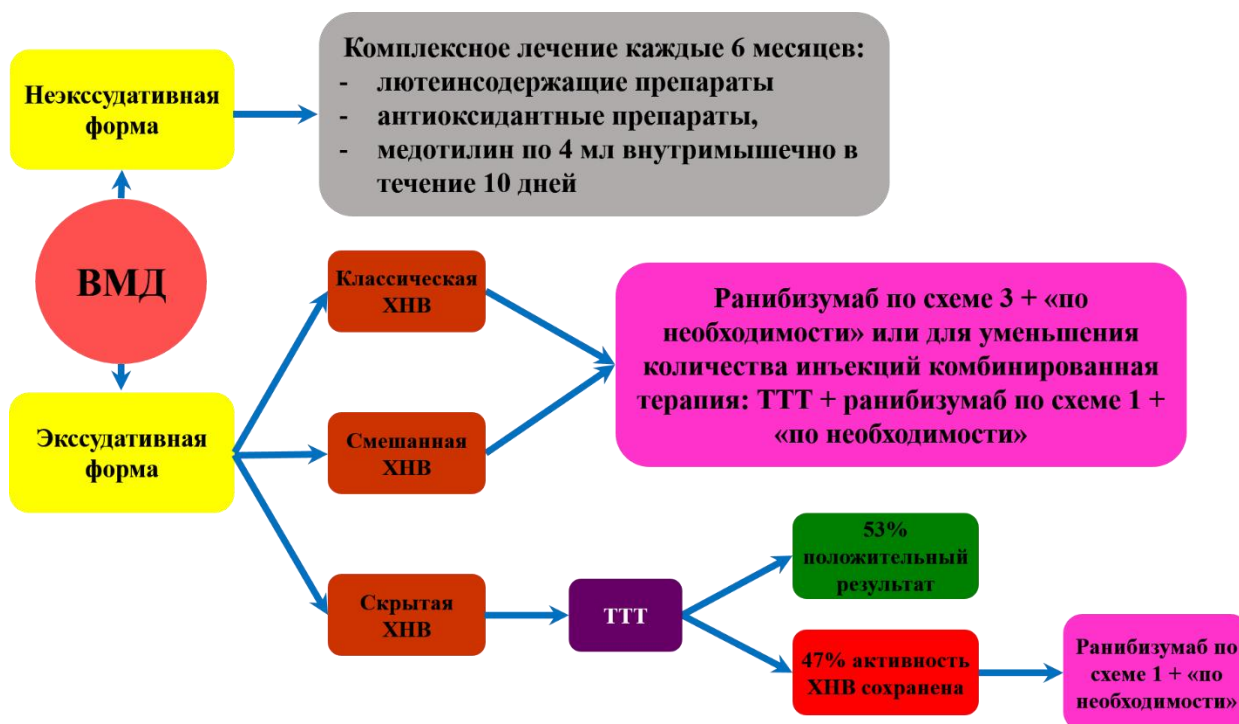 Неэкссудативная
форма
Комплексное лечение каждые 6 месяцев:
- лютеинсодержащие препараты
- антиоксидантные препараты,
- медотилин по 4 мл внутримышечно в
течение 10 дней
ВМД
Экссудативная
форма
Классическая
ХНВ
Смешанная
ХНВ
Скрытая
ХНВ
Ранибизумаб по схеме 3 + «по
необходимости» или для уменьшения
количества инъекций комбинированная
терапия: ТТТ + ранибизумаб по схеме 1 +
«по необходимости»
ТТТ
53%
положительный
результат
47% активность
ХНВ сохранена
Ранибизумаб по
схеме 1 + «по
необходимости»